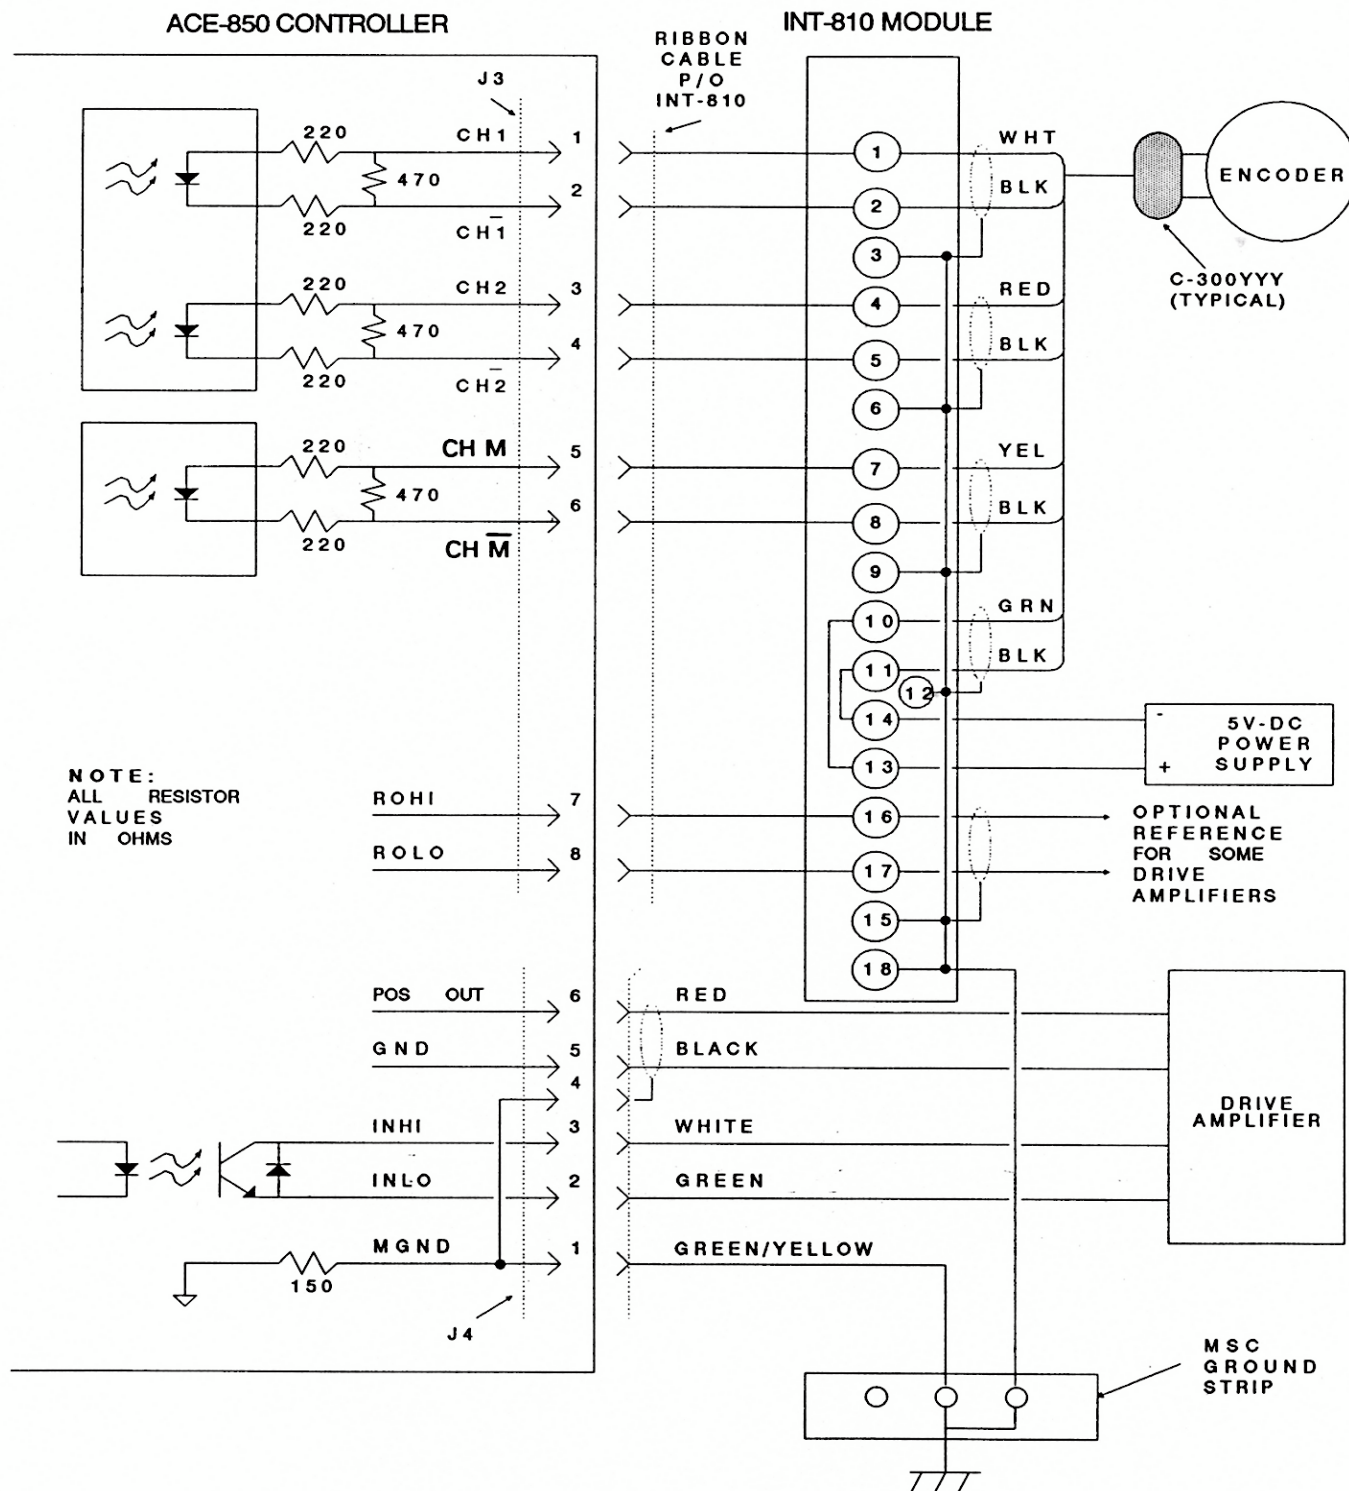 ACE-850 CONTROLLER
INT-810 MODULE
RIBBON
CABLE
P/O
INT-810
J3
220
CH1
1
1
WHT
470
2
BLK
2
ENCODER
220
CH1̅
3
C-300YYY
(TYPICAL)
220
CH2
3
4
RED
470
4
5
BLK
220
CH2̅
6
220
CH M
5
7
YEL
470
6
8
BLK
220
CH M̅
9
10
GRN
11
BLK
12
14
-
5V-DC
POWER
SUPPLY
13
+
NOTE:
ALL RESISTOR
VALUES
IN OHMS
ROHI
7
16
OPTIONAL
REFERENCE
FOR SOME
DRIVE
AMPLIFIERS
ROLO
8
17
15
18
POS OUT
6
RED
GND
5
BLACK
4
DRIVE
AMPLIFIER
INHI
3
WHITE
INLO
2
GREEN
MGND
1
GREEN/YELLOW
150
J4
MSC
GROUND
STRIP